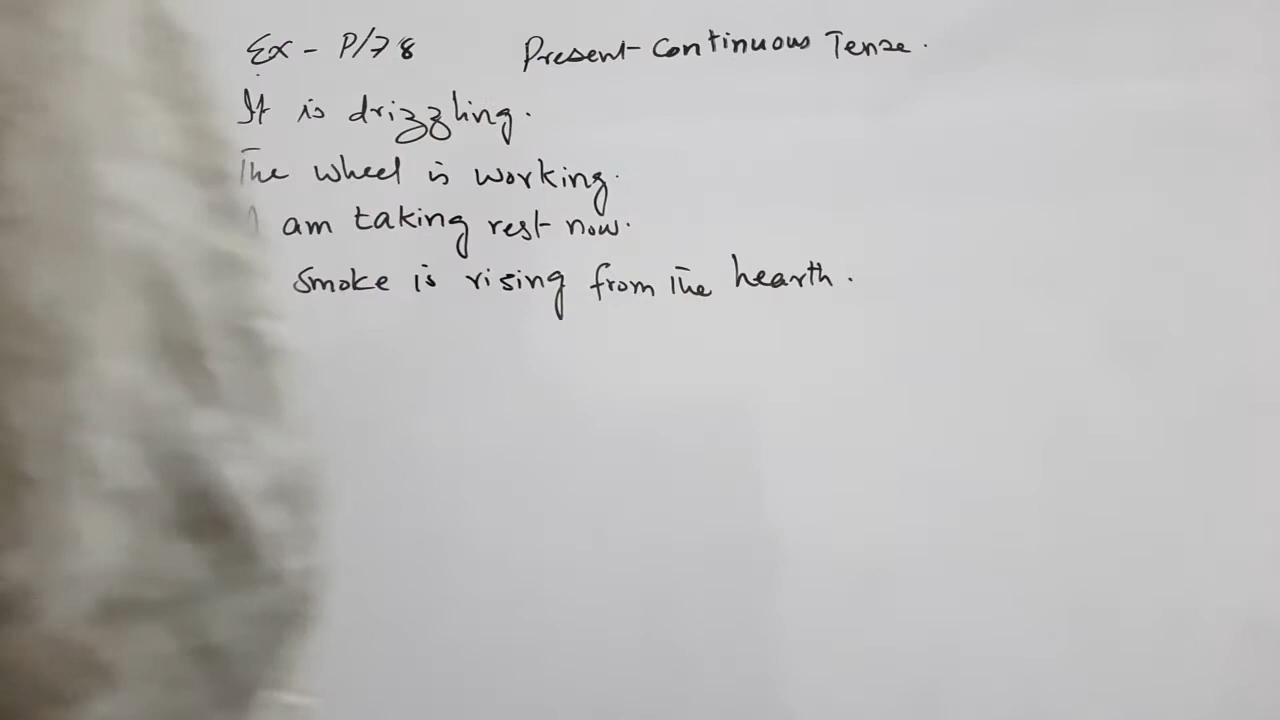 Ex - P/78 Present Continuous Tense.
It is drizzling.
The wheel is working.
I am taking rest now.
Smoke is rising from the hearth.